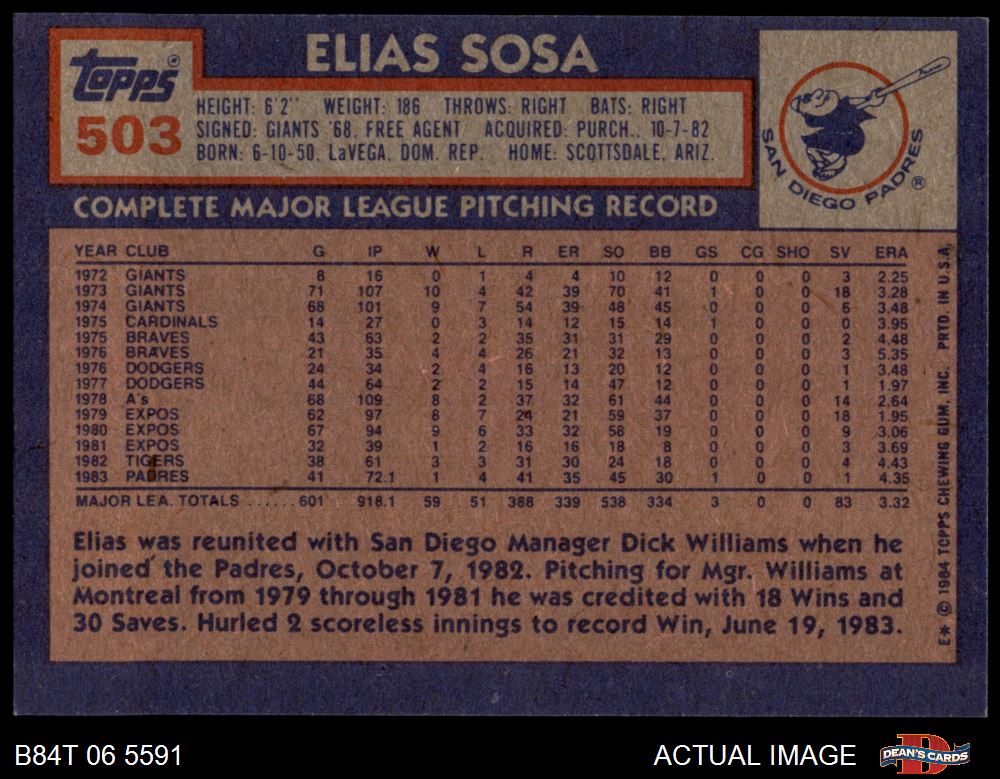 ELIAS SOSA
Topps®
503
HEIGHT: 6'2" WEIGHT: 186 THROWS: RIGHT BATS: RIGHT
SIGNED: GIANTS '68, FREE AGENT ACQUIRED: PURCH., 10-7-82
BORN: 6-10-50, LaVEGA, DOM. REP. HOME: SCOTTSDALE, ARIZ.
SAN DIEGO PADRES ®
COMPLETE MAJOR LEAGUE PITCHING RECORD
YEAR CLUB G IP W L R ER SO BB GS CG SHO SV ERA
1972 GIANTS 8 16 0 1 4 4 10 12 0 0 0 3 2.25
1973 GIANTS 71 107 10 4 42 39 70 41 1 0 0 18 3.28
1974 GIANTS 68 101 9 7 54 39 48 45 0 0 0 6 3.48
1975 CARDINALS 14 27 0 3 14 12 15 14 1 0 0 0 3.95
1975 BRAVES 43 63 2 2 35 31 31 29 0 0 0 2 4.48
1976 BRAVES 21 35 4 4 26 21 32 13 0 0 0 3 5.35
1976 DODGERS 24 34 2 4 16 13 20 12 0 0 0 1 3.48
1977 DODGERS 44 64 2 2 15 14 47 12 0 0 0 1 1.97
1978 A's 68 109 8 2 37 32 61 44 0 0 0 14 2.64
1979 EXPOS 62 97 8 7 24 21 59 37 0 0 0 18 1.95
1980 EXPOS 67 94 9 6 33 32 58 19 0 0 0 9 3.06
1981 EXPOS 32 39 1 2 16 16 18 8 0 0 0 3 3.69
1982 TIGERS 38 61 3 3 31 30 24 18 0 0 0 4 4.43
1983 PADRES 41 72.1 1 4 41 35 45 30 1 0 0 1 4.35
MAJOR LEA. TOTALS ...... 601 918.1 59 51 388 339 538 334 3 0 0 83 3.32
Elias was reunited with San Diego Manager Dick Williams when he
joined the Padres, October 7, 1982. Pitching for Mgr. Williams at
Montreal from 1979 through 1981 he was credited with 18 Wins and
30 Saves. Hurled 2 scoreless innings to record Win, June 19, 1983.
E* © 1984 TOPPS CHEWING GUM, INC. PRTD. IN U.S.A.
B84T 06 5591
ACTUAL IMAGE
D
DEAN'S CARDS